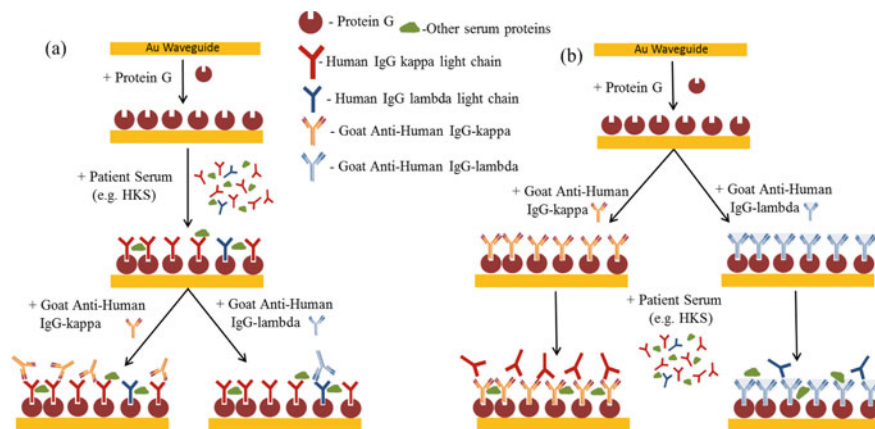 (a)
Au Waveguide
+ Protein G
+ Patient Serum
(e.g. HKS)
+ Goat Anti-Human
IgG-kappa
+ Goat Anti-Human
IgG-lambda
- Protein G
-Other serum proteins
- Human IgG kappa light chain
- Human IgG lambda light chain
- Goat Anti-Human IgG-kappa
- Goat Anti-Human IgG-lambda
(b)
Au Waveguide
+ Protein G
+ Goat Anti-Human
IgG-kappa
+ Goat Anti-Human
IgG-lambda
+ Patient Serum
(e.g. HKS)